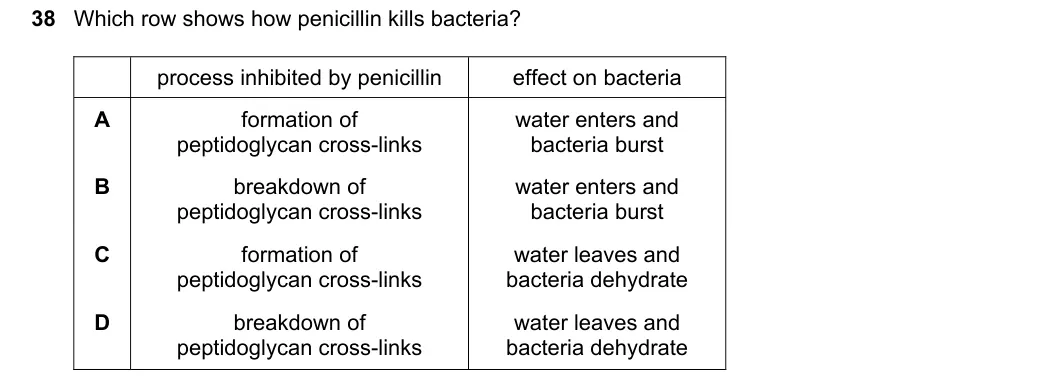 38 Which row shows how penicillin kills bacteria?
process inhibited by penicillin effect on bacteria
A formation of peptidoglycan cross-links water enters and bacteria burst
B breakdown of peptidoglycan cross-links water enters and bacteria burst
C formation of peptidoglycan cross-links water leaves and bacteria dehydrate
D breakdown of peptidoglycan cross-links water leaves and bacteria dehydrate